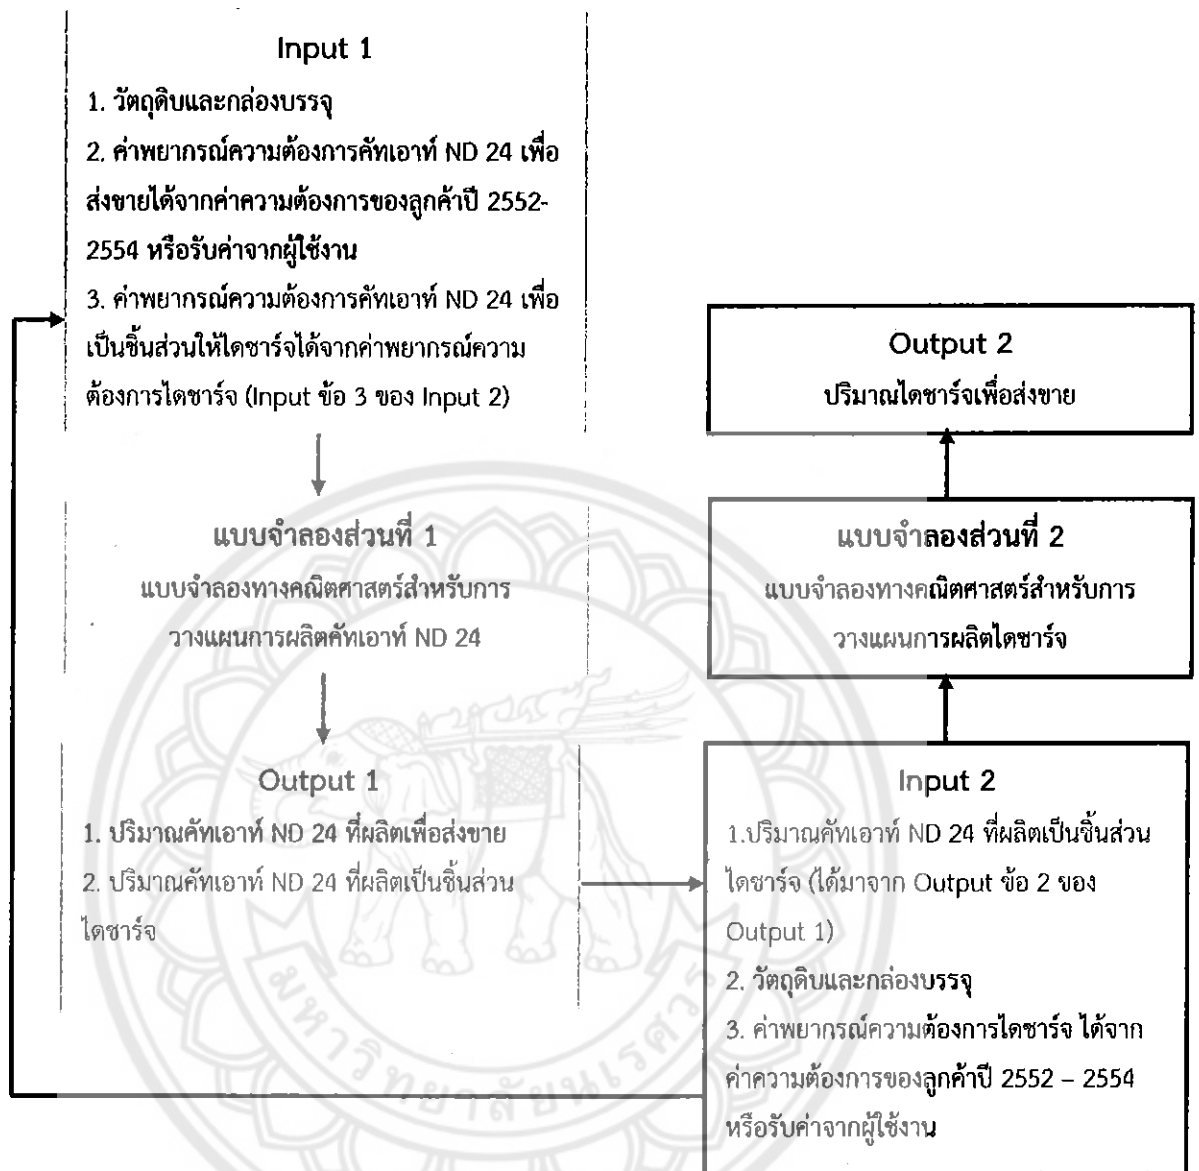 Input 1
1. วัตถุดิบและกล่องบรรจุ
2. ค่าพยากรณ์ความต้องการคัทเอาท์ ND 24 เพื่อ
ส่งขายได้จากค่าความต้องการของลูกค้าปี 2552-
2554 หรือรับค่าจากผู้ใช้งาน
3. ค่าพยากรณ์ความต้องการคัทเอาท์ ND 24 เพื่อ
เป็นชิ้นส่วนให้ไดชาร์จได้จากค่าพยากรณ์ความ
ต้องการไดชาร์จ (Input ข้อ 3 ของ Input 2)
แบบจำลองส่วนที่ 1
แบบจำลองทางคณิตศาสตร์สำหรับการ
วางแผนการผลิตคัทเอาท์ ND 24
Output 1
1. ปริมาณคัทเอาท์ ND 24 ที่ผลิตเพื่อส่งขาย
2. ปริมาณคัทเอาท์ ND 24 ที่ผลิตเป็นชิ้นส่วน
ไดชาร์จ
Output 2
ปริมาณไดชาร์จเพื่อส่งขาย
แบบจำลองส่วนที่ 2
แบบจำลองทางคณิตศาสตร์สำหรับการ
วางแผนการผลิตไดชาร์จ
Input 2
1.ปริมาณคัทเอาท์ ND 24 ที่ผลิตเป็นชิ้นส่วน
ไดชาร์จ (ได้มาจาก Output ข้อ 2 ของ
Output 1)
2. วัตถุดิบและกล่องบรรจุ
3. ค่าพยากรณ์ความต้องการไดชาร์จ ได้จาก
ค่าความต้องการของลูกค้าปี 2552 – 2554
หรือรับค่าจากผู้ใช้งาน
มหาวิทยาลัยนเรศวร